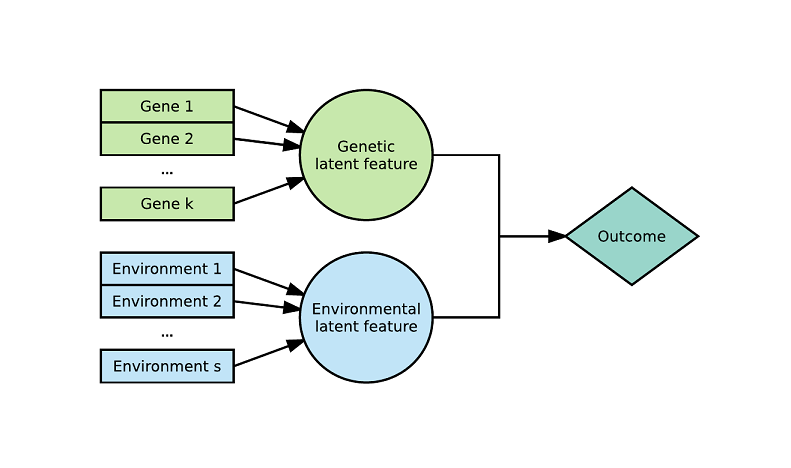 Gene 1
Gene 2
...
Gene k
Genetic
latent feature
Environment 1
Environment 2
...
Environment s
Environmental
latent feature
Outcome